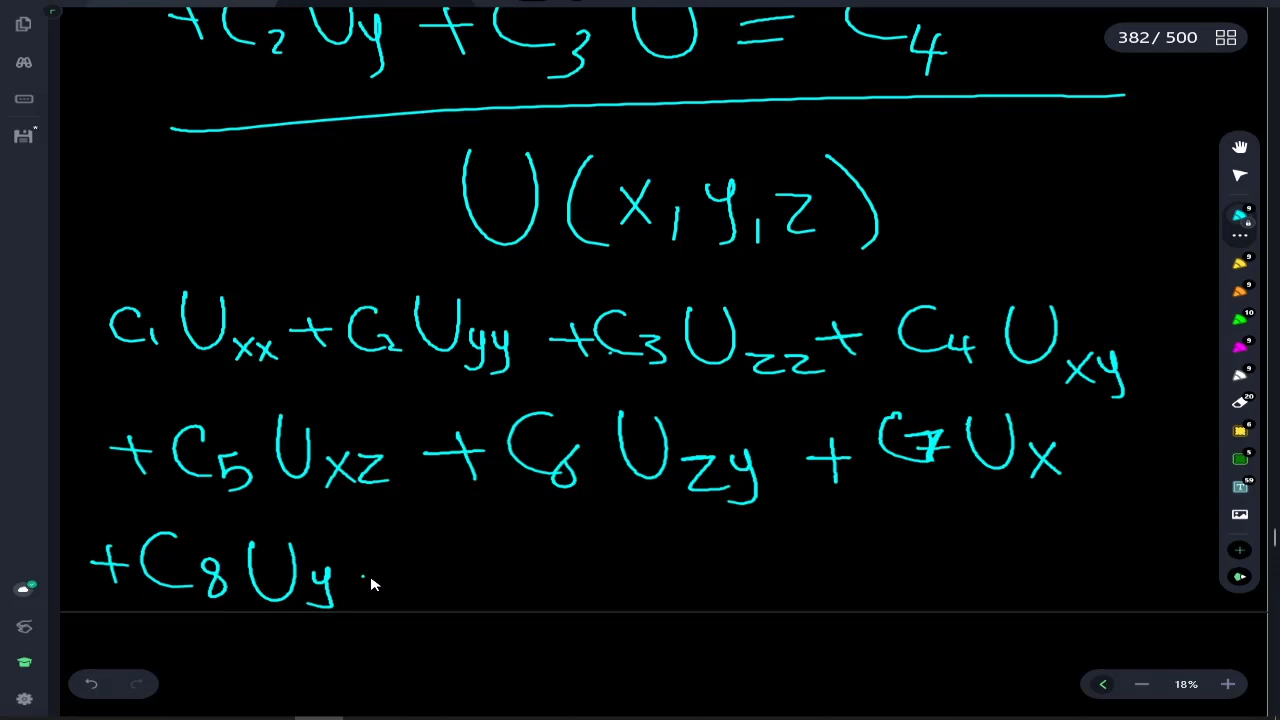 +C₂Uy+C₃U=C₄
382/ 500
U(x,y,z)
C₁Uxx+C₂Uyy+C₃Uzz+C₄Uxy
+C₅Uxz+C₆Uzy+C₇Ux
+C₈Uy
18%